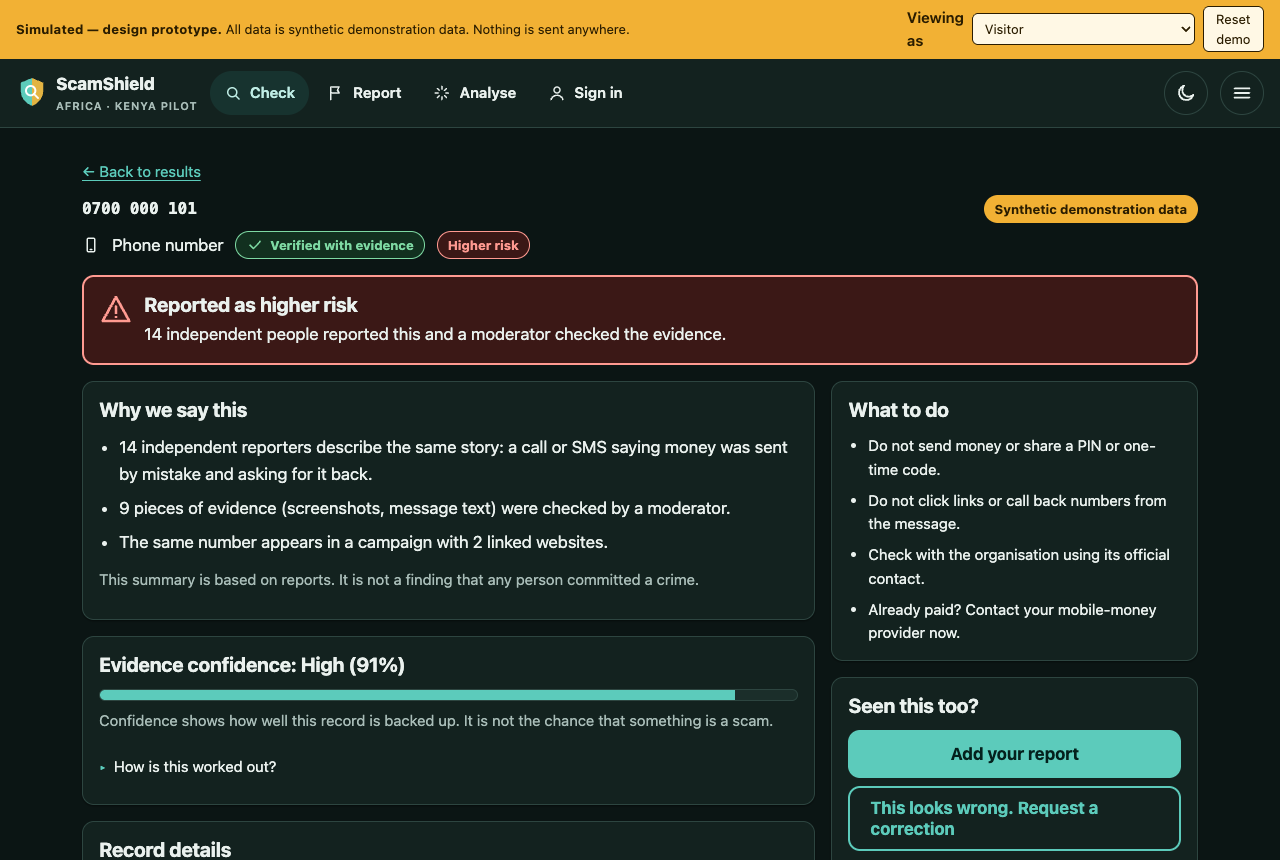 Simulated — design prototype. All data is synthetic demonstration data. Nothing is sent anywhere.
Viewing as
Visitor
Reset demo
ScamShield
AFRICA · KENYA PILOT
Check
Report
Analyse
Sign in
← Back to results
0700 000 101
Synthetic demonstration data
Phone number
Verified with evidence
Higher risk
Reported as higher risk
14 independent people reported this and a moderator checked the evidence.
Why we say this
• 14 independent reporters describe the same story: a call or SMS saying money was sent
by mistake and asking for it back.
• 9 pieces of evidence (screenshots, message text) were checked by a moderator.
• The same number appears in a campaign with 2 linked websites.
This summary is based on reports. It is not a finding that any person committed a crime.
Evidence confidence: High (91%)
Confidence shows how well this record is backed up. It is not the chance that something is a scam.
▸ How is this worked out?
Record details
What to do
• Do not send money or share a PIN or one-
time code.
• Do not click links or call back numbers from
the message.
• Check with the organisation using its official
contact.
• Already paid? Contact your mobile-money
provider now.
Seen this too?
Add your report
This looks wrong. Request a
correction